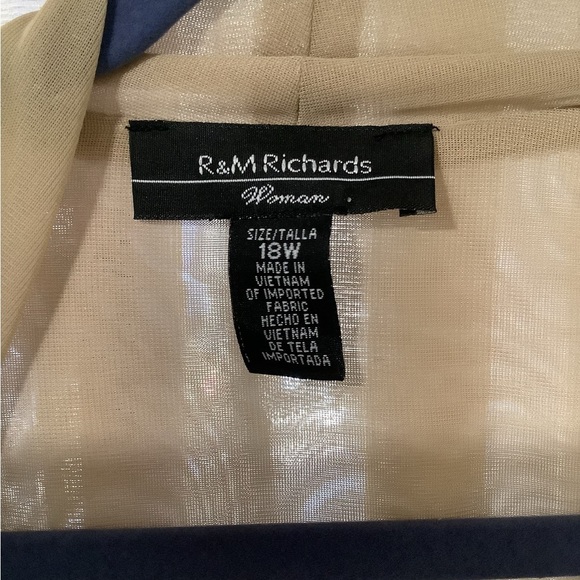 R&M Richards
Woman
SIZE/TALLA
18W
MADE IN
VIETNAM
OF IMPORTED
FABRIC
HECHO EN
VIETNAM
DE TELA
IMPORTADA